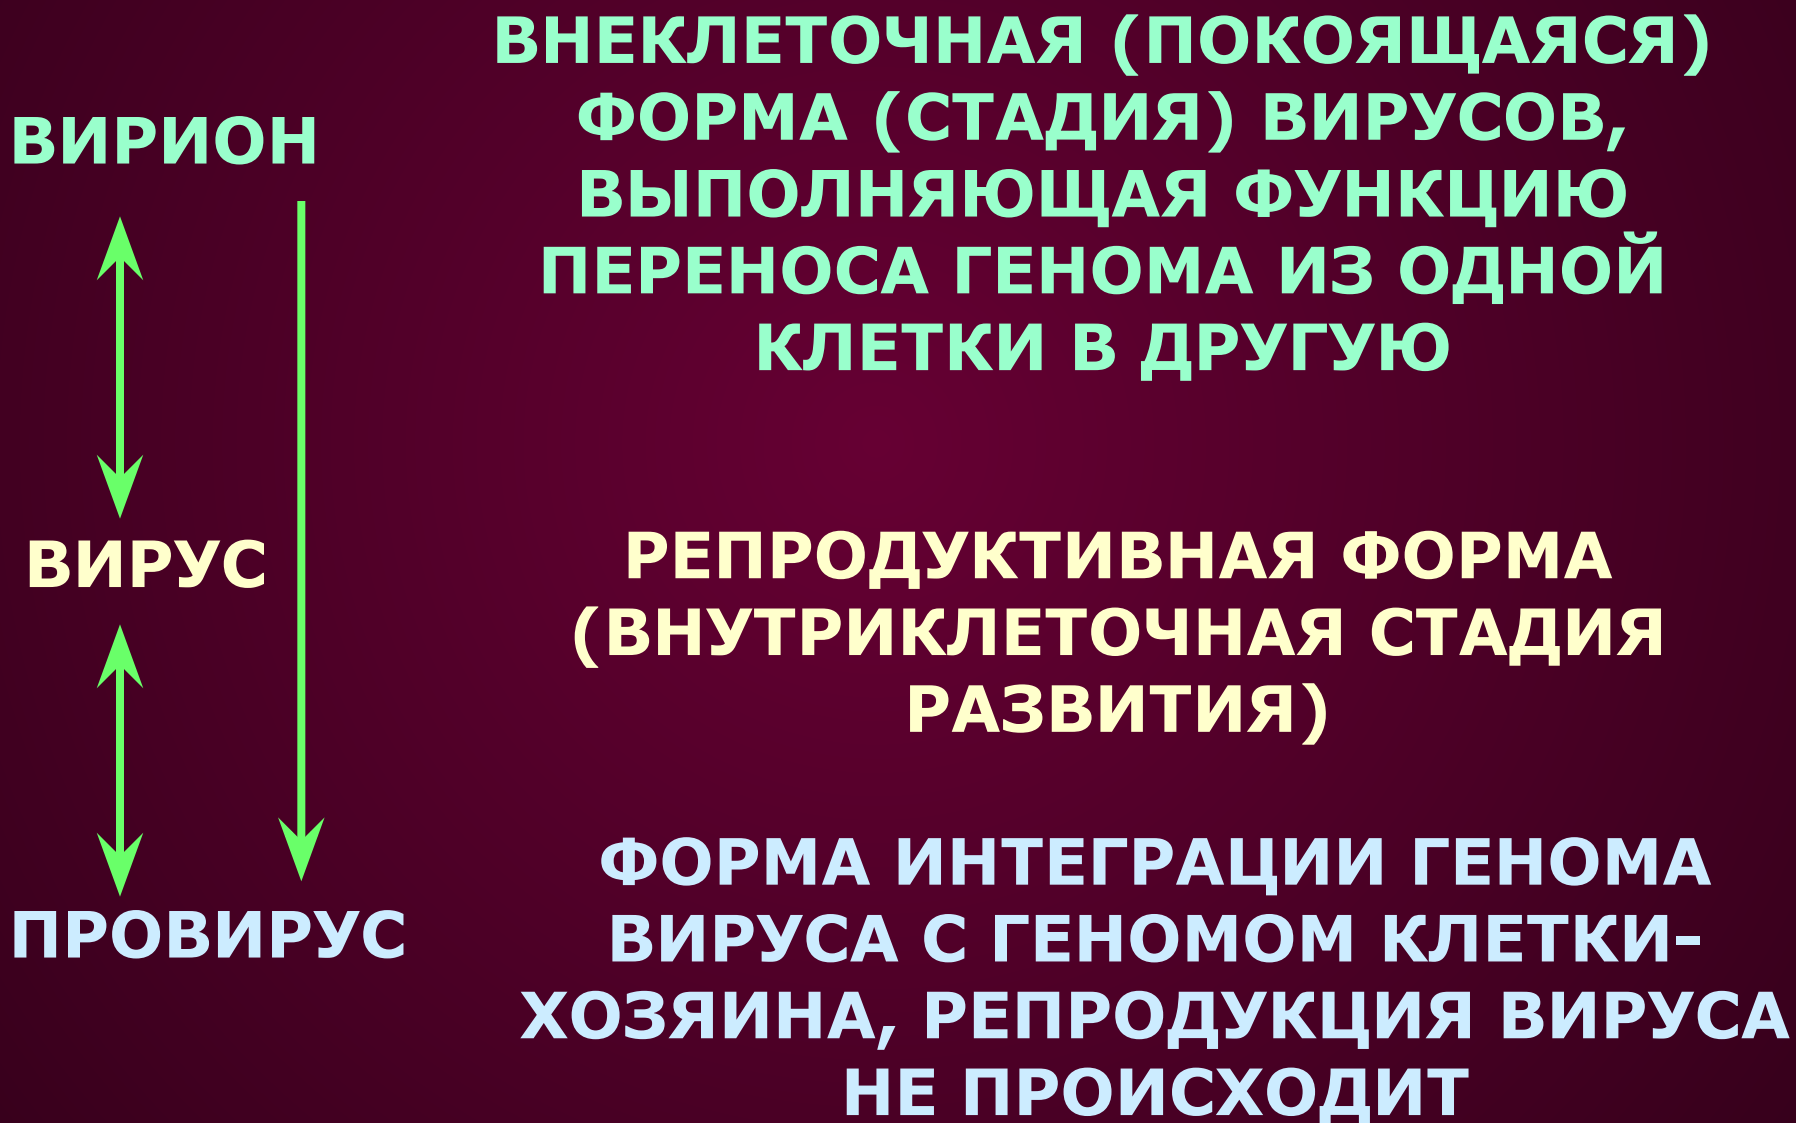 ВИРИОН
ВНЕКЛЕТОЧНАЯ (ПОКОЯЩАЯСЯ)
ФОРМА (СТАДИЯ) ВИРУСОВ,
ВЫПОЛНЯЮЩАЯ ФУНКЦИЮ
ПЕРЕНОСА ГЕНОМА ИЗ ОДНОЙ
КЛЕТКИ В ДРУГУЮ
ВИРУС
РЕПРОДУКТИВНАЯ ФОРМА
(ВНУТРИКЛЕТОЧНАЯ СТАДИЯ
РАЗВИТИЯ)
ПРОВИРУС
ФОРМА ИНТЕГРАЦИИ ГЕНОМА
ВИРУСА С ГЕНОМОМ КЛЕТКИ-
ХОЗЯИНА, РЕПРОДУКЦИЯ ВИРУСА
НЕ ПРОИСХОДИТ